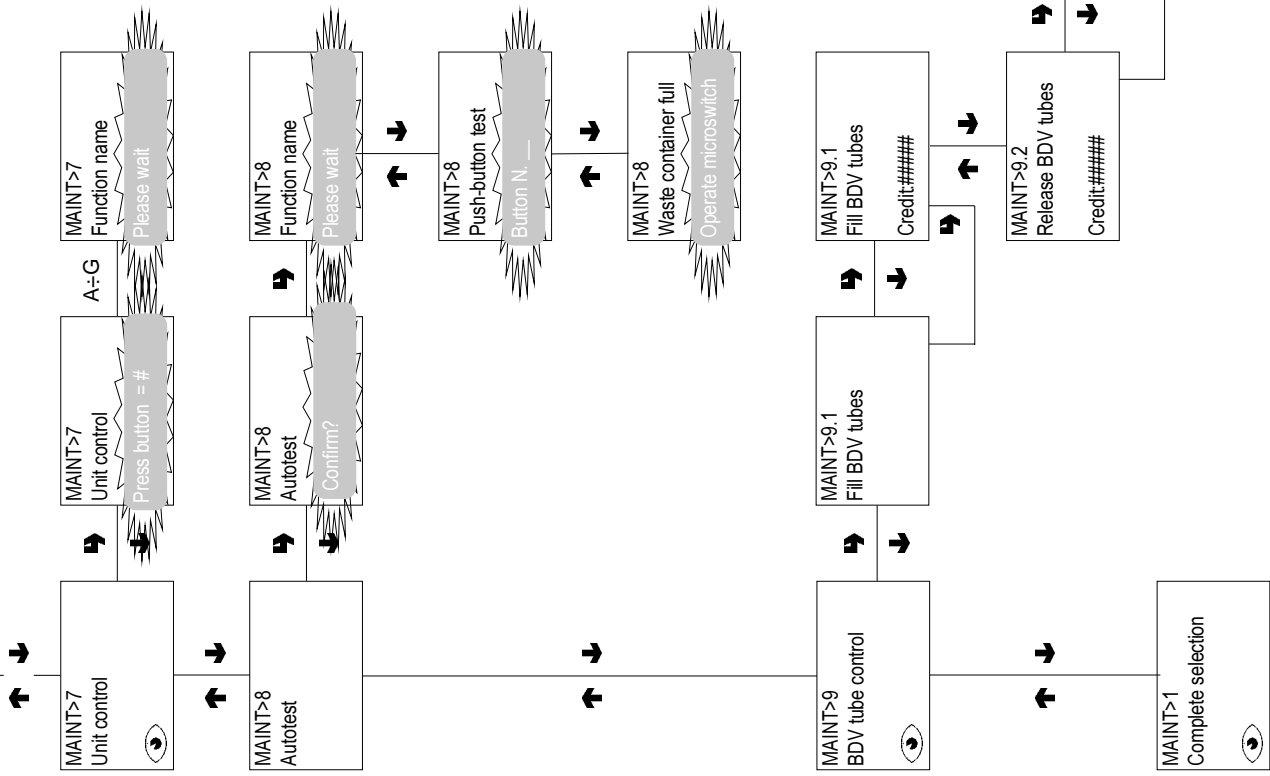 MAINT>7
Unit control
MAINT>7
Unit control
Press button = #
A÷G
MAINT>7
Function name
Please wait
MAINT>8
Autotest
MAINT>8
Autotest
Confirm?
MAINT>8
Function name
Please wait
MAINT>8
Push-button test
Button N. __
MAINT>8
Waste container full
Operate microswitch
MAINT>9
BDV tube control
MAINT>9.1
Fill BDV tubes
MAINT>9.1
Fill BDV tubes
Credit:#####
MAINT>9.2
Release BDV tubes
Credit:#####
MAINT>1
Complete selection